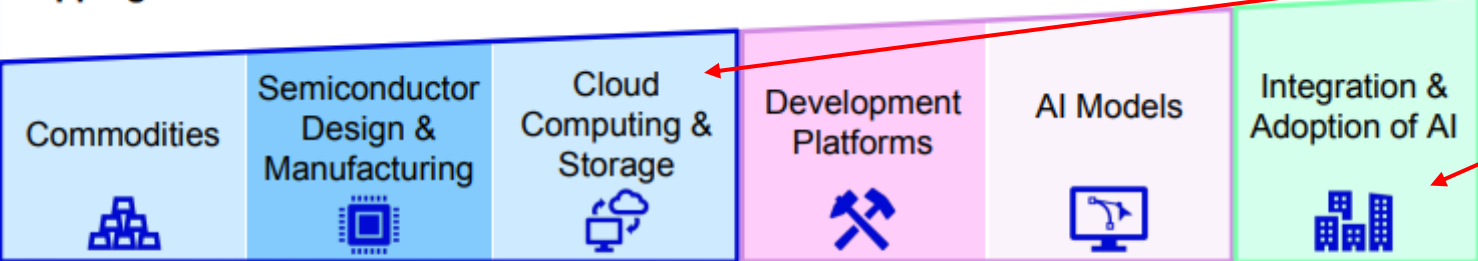 Commodities
Semiconductor
Design &
Manufacturing
Cloud
Computing &
Storage
Development
Platforms
AI Models
Integration &
Adoption of AI